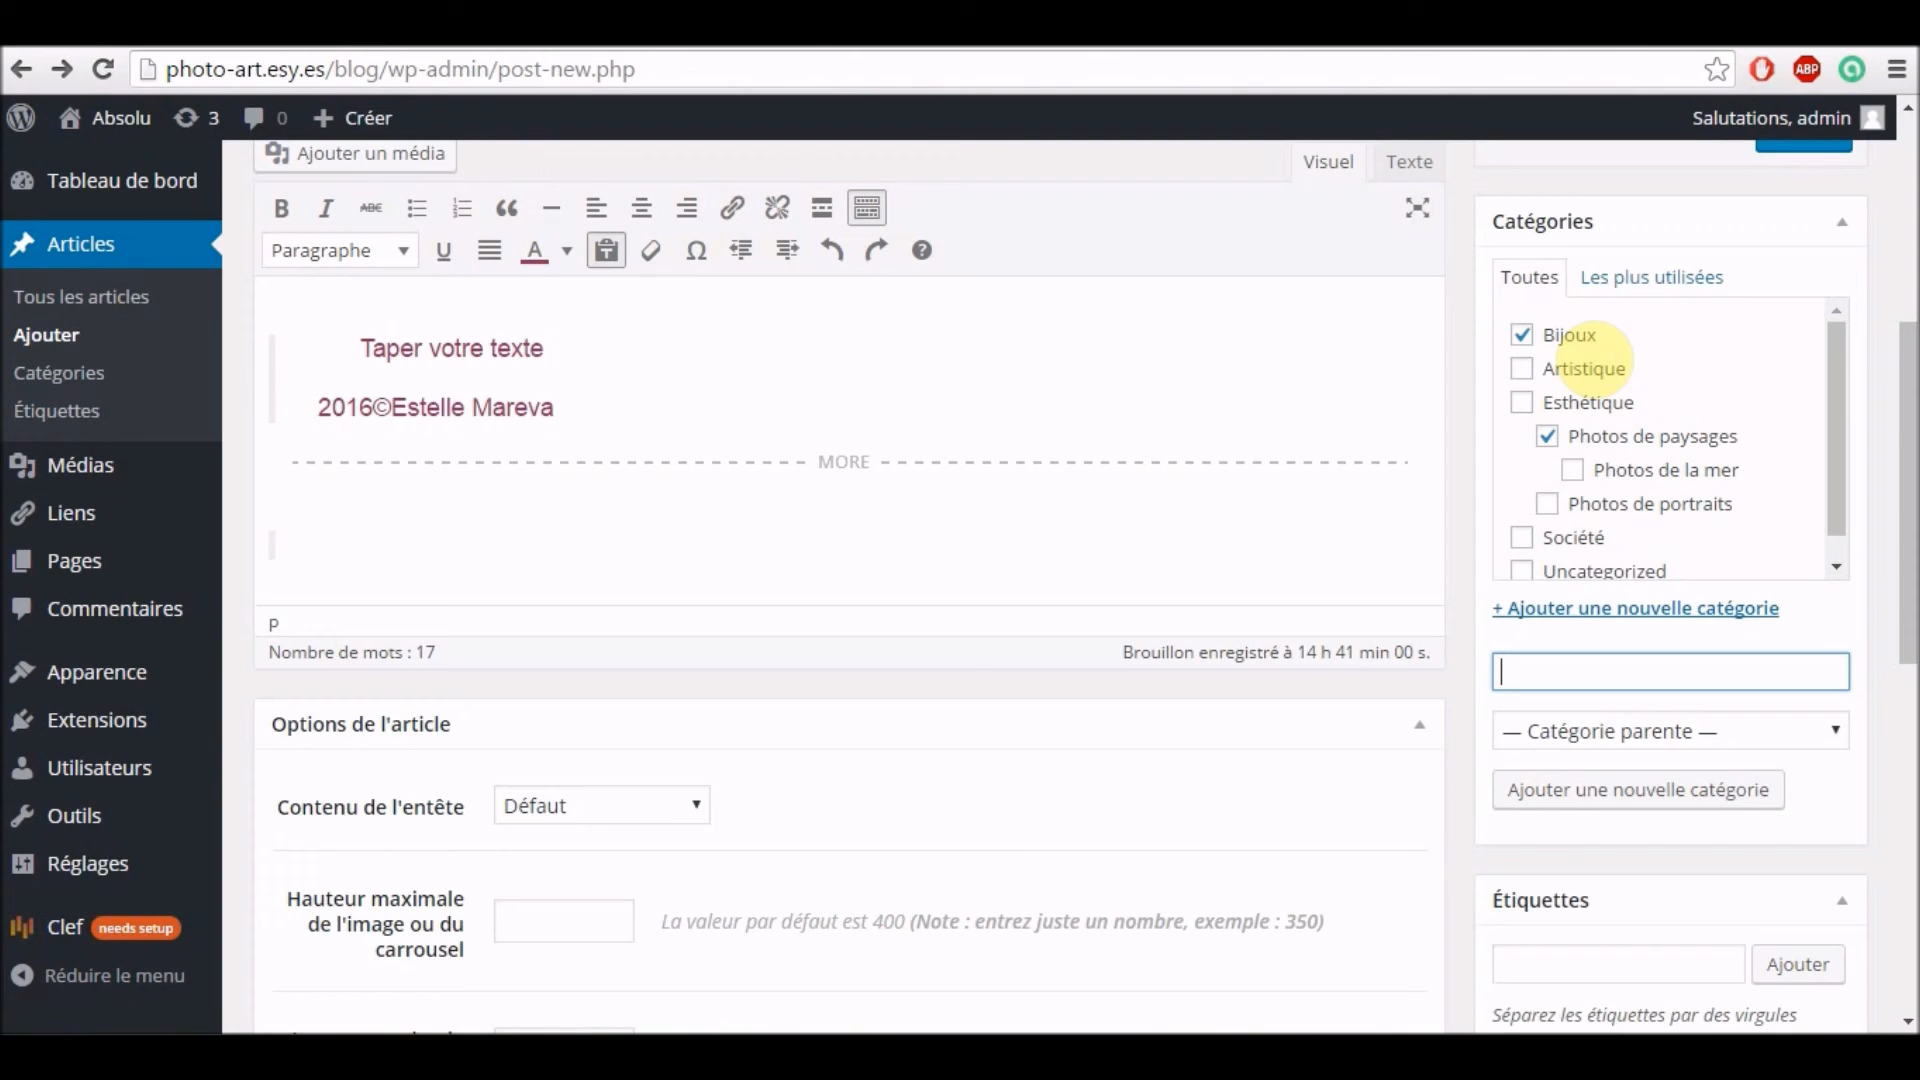 photo-art.esy.es/blog/wp-admin/post-new.php
ABP
Absolu
3
0
Créer
Salutations, admin
Tableau de bord
Articles
Tous les articles
Ajouter
Catégories
Étiquettes
Médias
Liens
Pages
Commentaires
Apparence
Extensions
Utilisateurs
Outils
Réglages
Clef needs setup
Réduire le menu
Ajouter un média
Visuel
Texte
B I ABC
Paragraphe
U A Ω
Taper votre texte
2016©Estelle Mareva
MORE
p
Nombre de mots : 17
Brouillon enregistré à 14 h 41 min 00 s.
Options de l'article
Contenu de l'entête
Défaut
Hauteur maximale
de l'image ou du
carrousel
La valeur par défaut est 400 (Note : entrez juste un nombre, exemple : 350)
Catégories
Toutes
Les plus utilisées
Bijoux
Artistique
Esthétique
Photos de paysages
Photos de la mer
Photos de portraits
Société
Uncategorized
+ Ajouter une nouvelle catégorie
— Catégorie parente —
Ajouter une nouvelle catégorie
Étiquettes
Ajouter
Séparez les étiquettes par des virgules